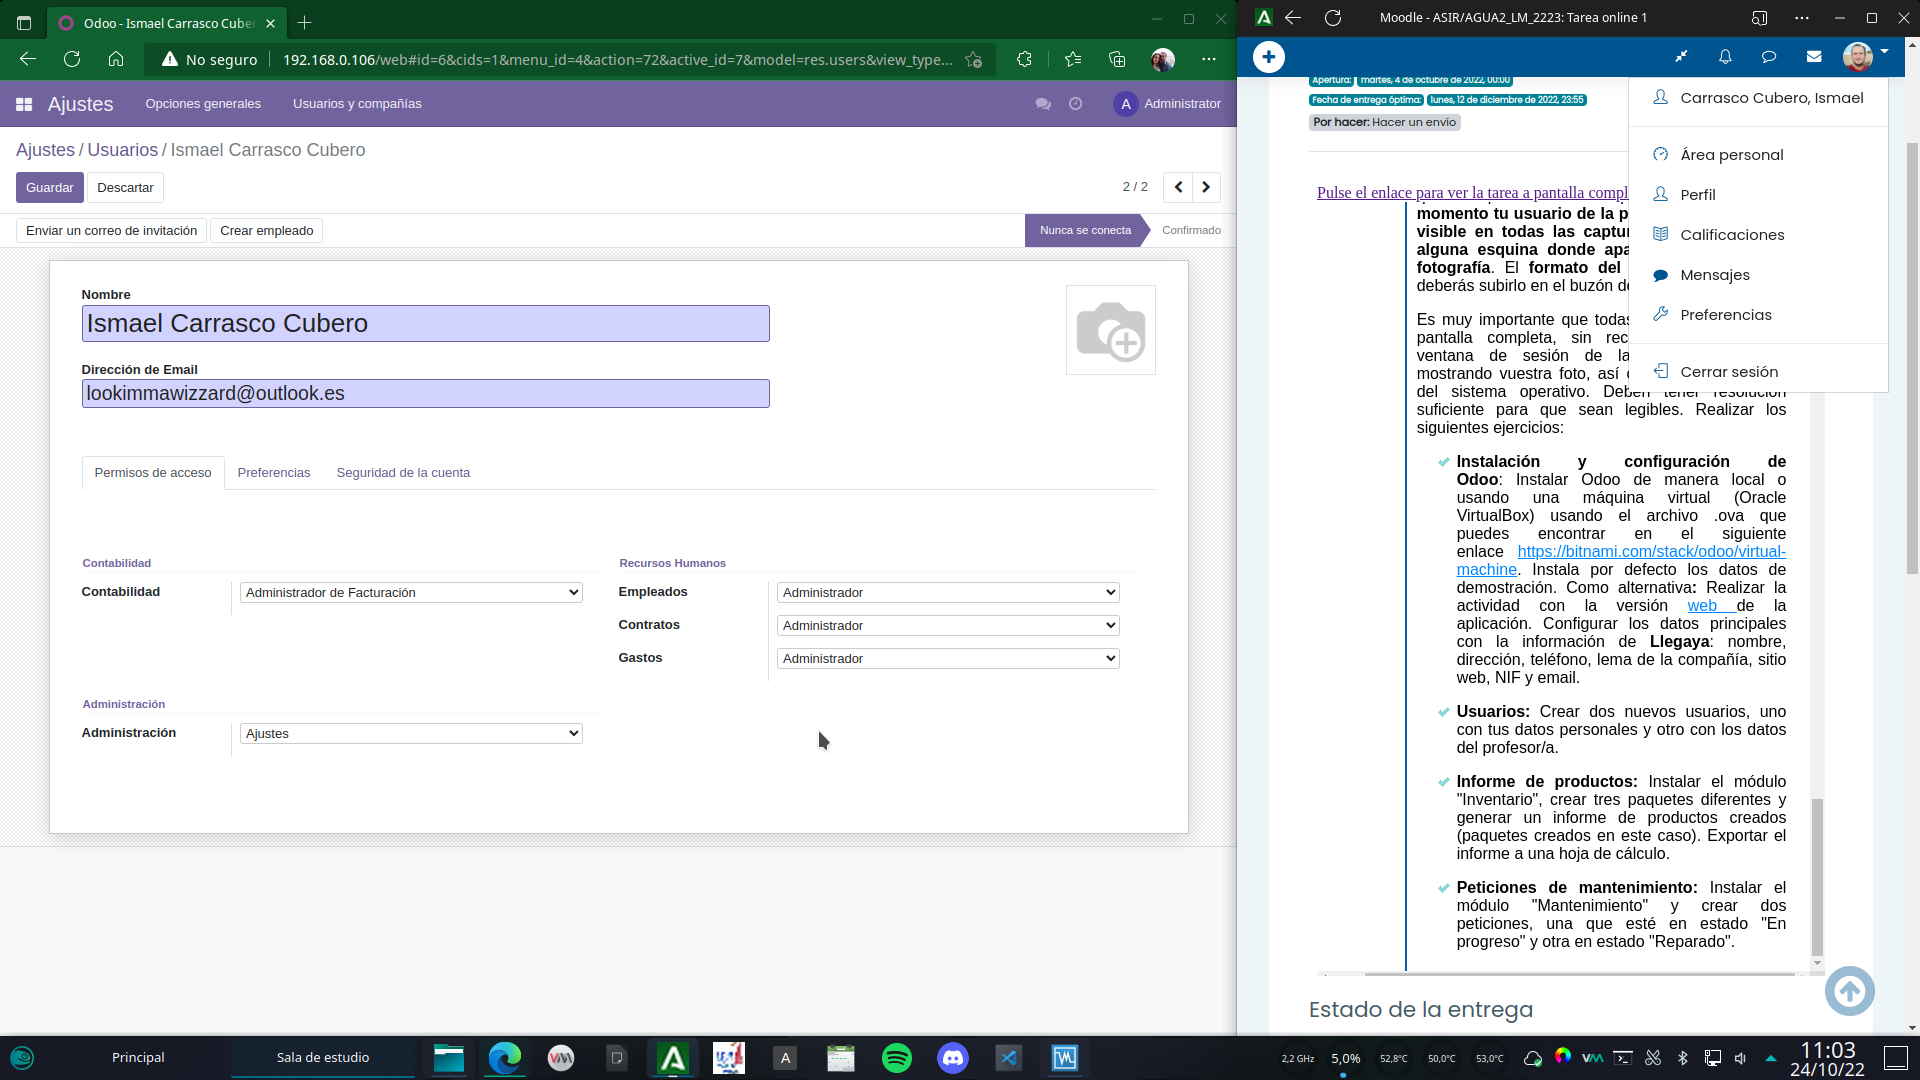 Odoo - Ismael Carrasco Cuber
No seguro
192.168.0.106/web#id=6&cids=1&menu_id=4&action=72&active_id=7&model=res.users&view_type...
Ajustes
Opciones generales
Usuarios y compañías
A Administrator
Ajustes / Usuarios / Ismael Carrasco Cubero
Guardar
Descartar
2 / 2
Enviar un correo de invitación
Crear empleado
Nunca se conecta
Confirmado
Nombre
Ismael Carrasco Cubero
Dirección de Email
lookimmawizzard@outlook.es
Permisos de acceso
Preferencias
Seguridad de la cuenta
Contabilidad
Contabilidad
Administrador de Facturación
Recursos Humanos
Empleados
Administrador
Contratos
Administrador
Gastos
Administrador
Administración
Administración
Ajustes
Moodle - ASIR/AGUA2_LM_2223: Tarea online 1
Apertura: martes, 4 de octubre de 2022, 00:00
Fecha de entrega óptima: lunes, 12 de diciembre de 2022, 23:55
Por hacer: Hacer un envío
Carrasco Cubero, Ismael
Área personal
Perfil
Calificaciones
Mensajes
Preferencias
Cerrar sesión
Pulse el enlace para ver la tarea a pantalla compl
momento tu usuario de la p
visible en todas las captur
alguna esquina donde apa
fotografía. El formato del
deberás subirlo en el buzón de
Es muy importante que todas
pantalla completa, sin rec
ventana de sesión de la
mostrando vuestra foto, así
del sistema operativo. Deben tener resolución
suficiente para que sean legibles. Realizar los
siguientes ejercicios:
Instalación y configuración de
Odoo: Instalar Odoo de manera local o
usando una máquina virtual (Oracle
VirtualBox) usando el archivo .ova que
puedes encontrar en el siguiente
enlace https://bitnami.com/stack/odoo/virtual-
machine. Instala por defecto los datos de
demostración. Como alternativa: Realizar la
actividad con la versión web de la
aplicación. Configurar los datos principales
con la información de Llegaya: nombre,
dirección, teléfono, lema de la compañía, sitio
web, NIF y email.
Usuarios: Crear dos nuevos usuarios, uno
con tus datos personales y otro con los datos
del profesor/a.
Informe de productos: Instalar el módulo
"Inventario", crear tres paquetes diferentes y
generar un informe de productos creados
(paquetes creados en este caso). Exportar el
informe a una hoja de cálculo.
Peticiones de mantenimiento: Instalar el
módulo "Mantenimiento" y crear dos
peticiones, una que esté en estado "En
progreso" y otra en estado "Reparado".
Estado de la entrega
Principal
Sala de estudio
A
2,2 GHz
5,0%
52,8°C
50,0°C
53,0°C
11:03
24/10/22